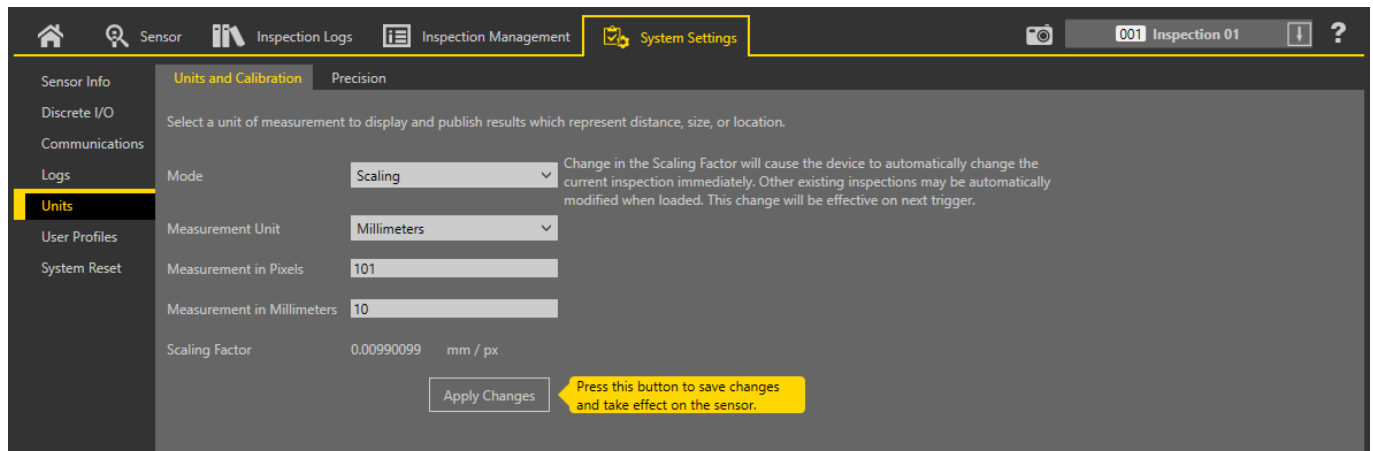 Sensor
Inspection Logs
Inspection Management
System Settings
001 Inspection 01
?
Sensor Info
Discrete I/O
Communications
Logs
Units
User Profiles
System Reset
Units and Calibration
Precision
Select a unit of measurement to display and publish results which represent distance, size, or location.
Mode
Scaling
Change in the Scaling Factor will cause the device to automatically change the
current inspection immediately. Other existing inspections may be automatically
modified when loaded. This change will be effective on next trigger.
Measurement Unit
Millimeters
Measurement in Pixels
101
Measurement in Millimeters
10
Scaling Factor
0.00990099 mm / px
Apply Changes
Press this button to save changes
and take effect on the sensor.